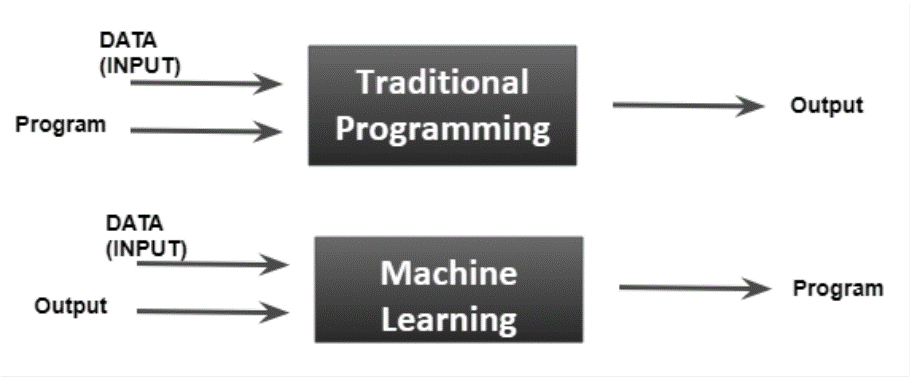 DATA
(INPUT)
Program
Traditional
Programming
Output
DATA
(INPUT)
Output
Machine
Learning
Program